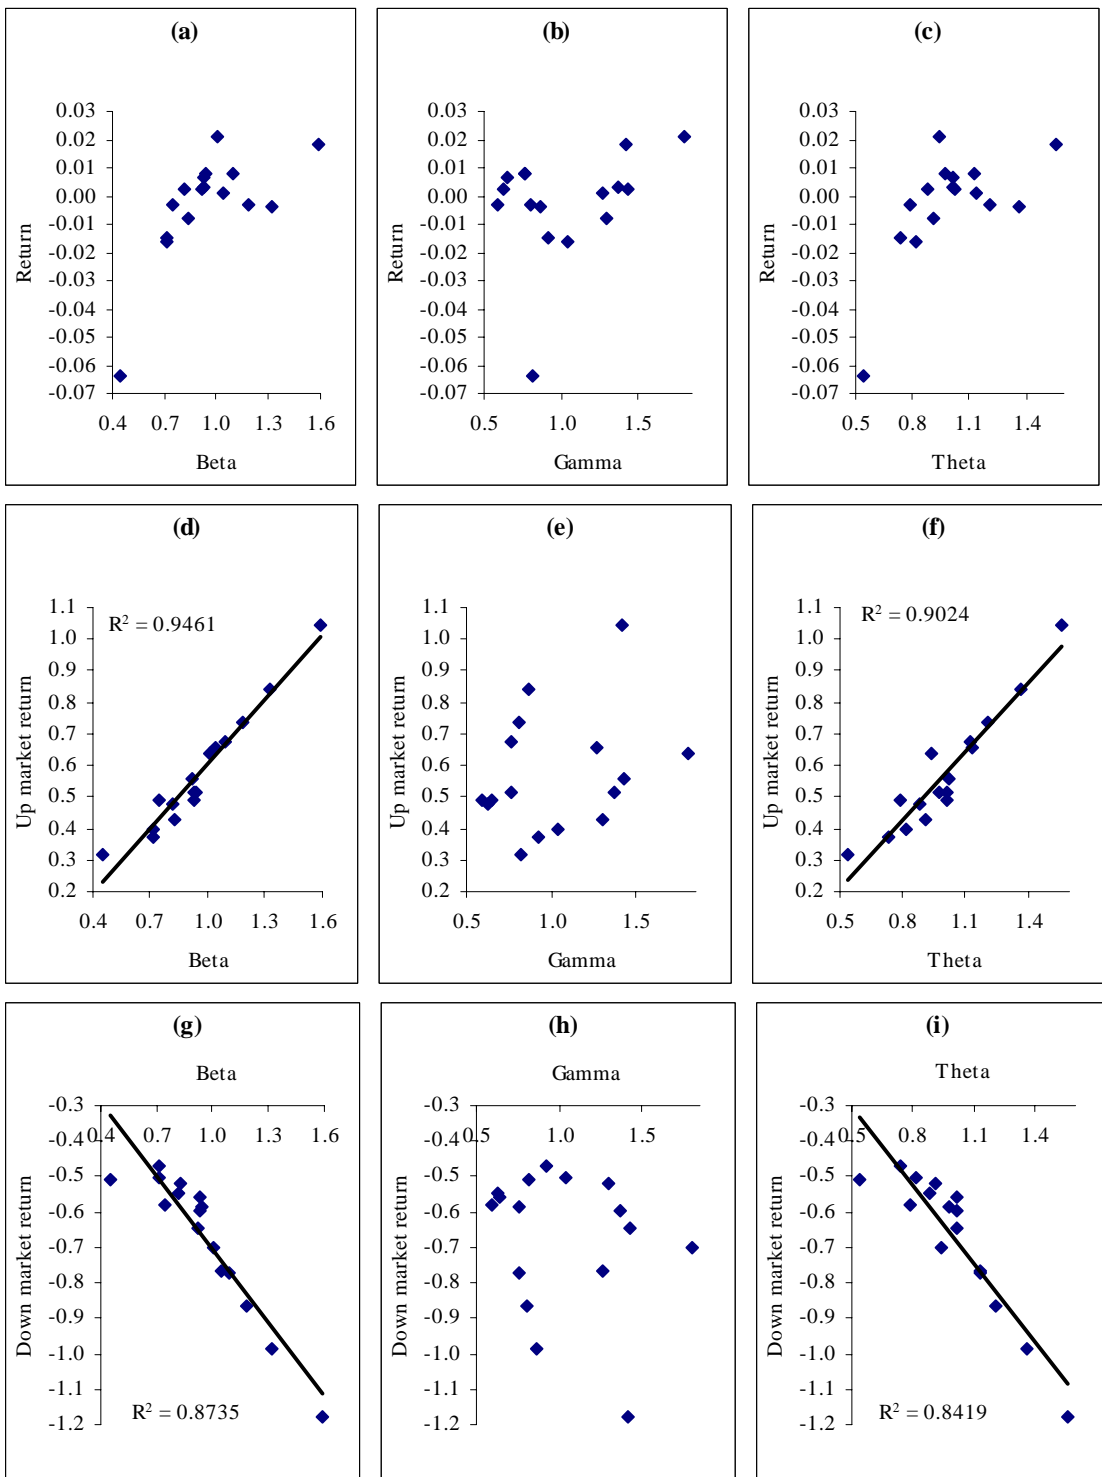 (a)
0.03
0.02
0.01
0.00
-0.01
-0.02
-0.03
-0.04
-0.05
-0.06
-0.07
Return
0.4 0.7 1.0 1.3 1.6
Beta
(b)
0.03
0.02
0.01
0.00
-0.01
-0.02
-0.03
-0.04
-0.05
-0.06
-0.07
Return
0.5 1.0 1.5
Gamma
(c)
0.03
0.02
0.01
0.00
-0.01
-0.02
-0.03
-0.04
-0.05
-0.06
-0.07
Return
0.5 0.8 1.1 1.4
Theta
(d)
1.1
1.0
0.9
0.8
0.7
0.6
0.5
0.4
0.3
0.2
Up market return
R² = 0.9461
0.4 0.7 1.0 1.3 1.6
Beta
(e)
1.1
1.0
0.9
0.8
0.7
0.6
0.5
0.4
0.3
0.2
Up market return
0.5 1.0 1.5
Gamma
(f)
1.1
1.0
0.9
0.8
0.7
0.6
0.5
0.4
0.3
0.2
Up market return
R² = 0.9024
0.5 0.8 1.1 1.4
Theta
(g)
Beta
-0.3
-0.4
-0.5
-0.6
-0.7
-0.8
-0.9
-1.0
-1.1
-1.2
Down market return
0.4 0.7 1.0 1.3 1.6
R² = 0.8735
(h)
Gamma
-0.3
-0.4
-0.5
-0.6
-0.7
-0.8
-0.9
-1.0
-1.1
-1.2
Down market return
0.5 1.0 1.5
(i)
Theta
-0.3
-0.4
-0.5
-0.6
-0.7
-0.8
-0.9
-1.0
-1.1
-1.2
Down market return
0.5 0.8 1.1 1.4
R² = 0.8419